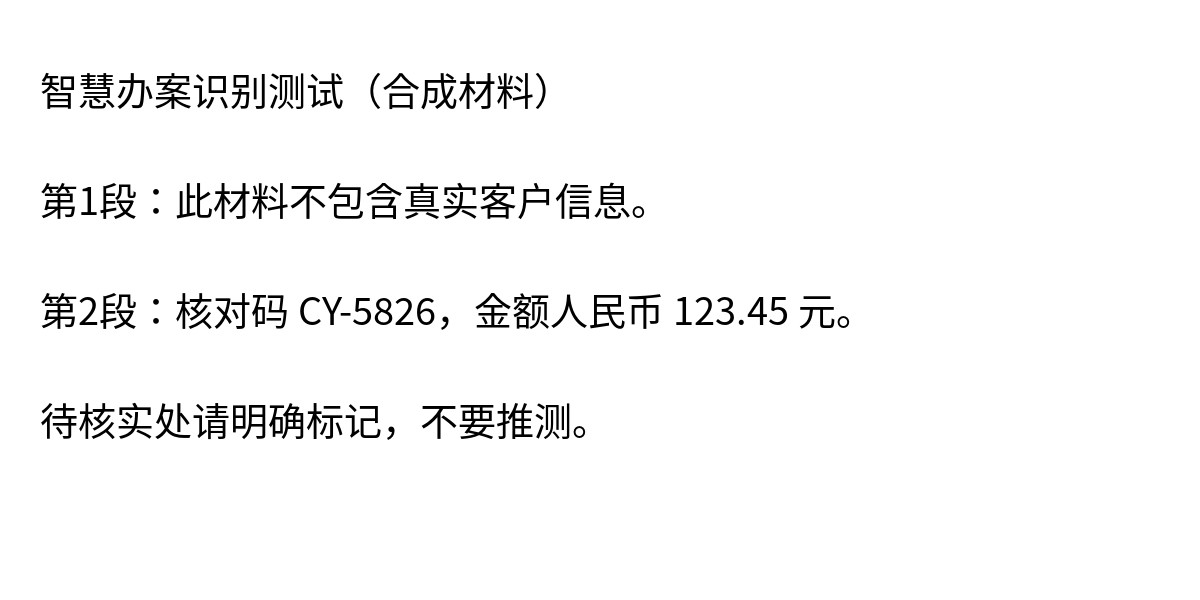 智慧办案识别测试（合成材料）
第1段：此材料不包含真实客户信息。
第2段：核对码 CY-5826，金额人民币 123.45 元。
待核实处请明确标记，不要推测。